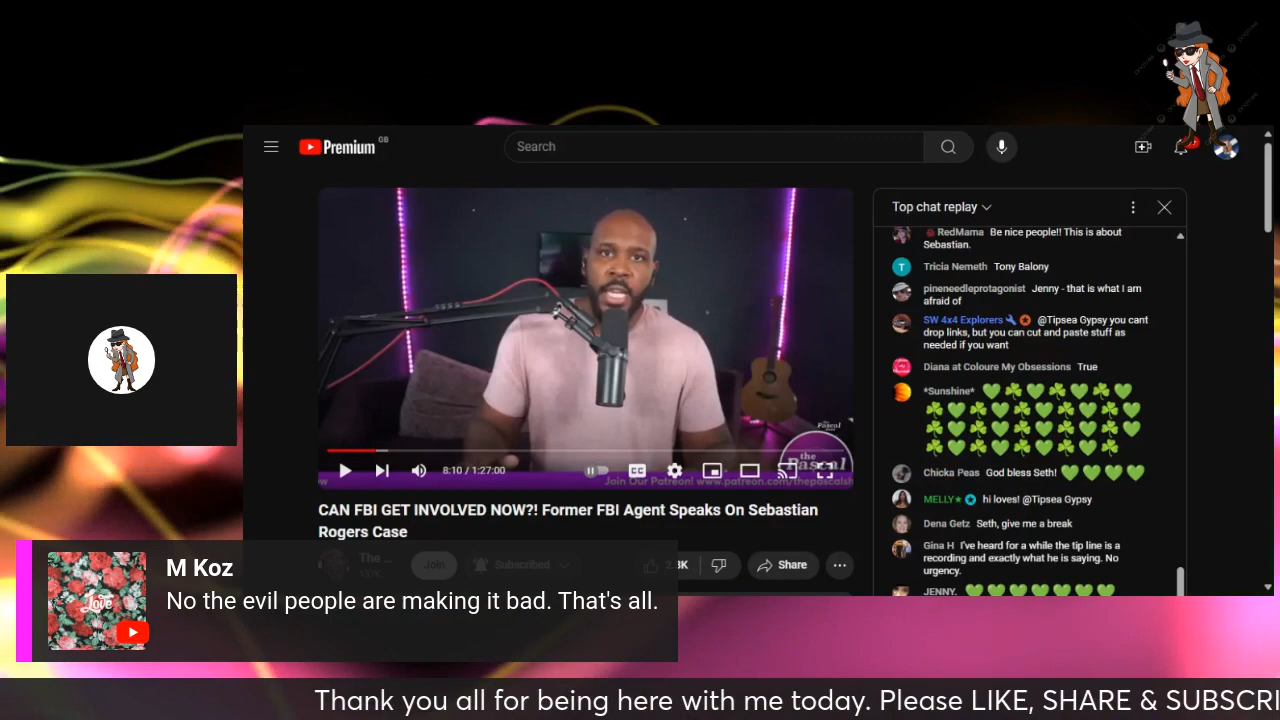 Premium GB
Search
Top chat replay
RedMama Be nice people!! This is about
Sebastian.
T Tricia Nemeth Tony Balony
pineedleprotagonist Jenny - that is what I am
afraid of
SW 4x4 Explorers @Tipsea Gypsy you cant
drop links, but you can cut and paste stuff as
needed if you want
Diana at Coloure My Obsessions True
*Sunshine* 💚☘💚☘💚☘💚
☘💚☘💚☘💚☘💚☘💚
💚☘💚☘💚☘💚☘💚
☘💚☘💚☘💚☘💚☘
Chicka Peas God bless Seth! 💚💚💚💚
MELLY★ hi loves! @Tipsea Gypsy
Dena Getz Seth, give me a break
Gina H I've heard for a while the tip line is a
recording and exactly what he is saying. No
urgency.
JENNY. 💚💚💚💚💚💚💚
the Pascal
the
Pascal
8:10 / 1:27:00
CC
Join Our Patreon! www.patreon.com/thepascalsh
CAN FBI GET INVOLVED NOW?! Former FBI Agent Speaks On Sebastian
Rogers Case
The ...
137K
Join
Subscribed
Share
Love
M Koz
No the evil people are making it bad. That's all.
Thank you all for being here with me today. Please LIKE, SHARE & SUBSCRI